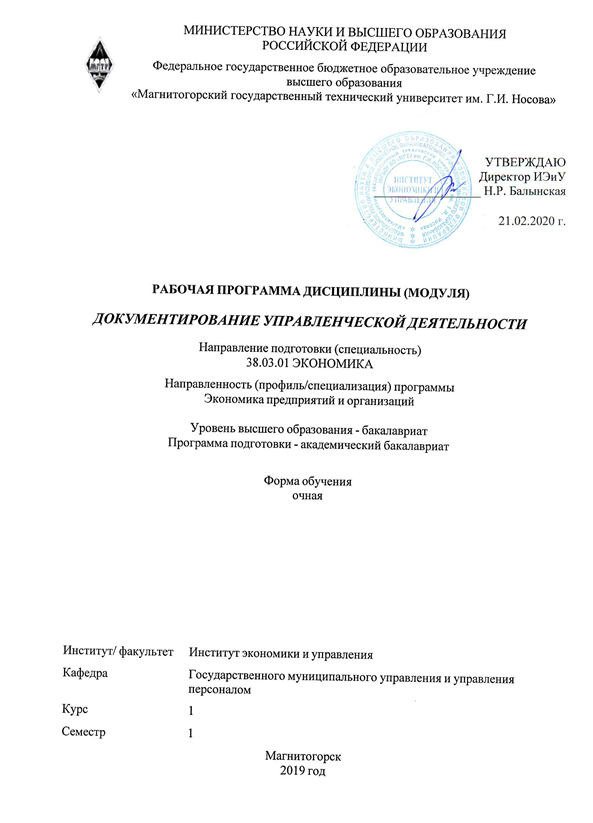 МИНИСТЕРСТВО НАУКИ И ВЫСШЕГО ОБРАЗОВАНИЯ
РОССИЙСКОЙ ФЕДЕРАЦИИ
Федеральное государственное бюджетное образовательное учреждение
высшего образования
«Магнитогорский государственный технический университет им. Г.И. Носова»
МГТУ
ИНСТИТУТ
ЭКОНОМИКИ И
УПРАВЛЕНИЯ
УТВЕРЖДАЮ
Директор ИЭиУ
Н.Р. Балынская
21.02.2020 г.
РАБОЧАЯ ПРОГРАММА ДИСЦИПЛИНЫ (МОДУЛЯ)
ДОКУМЕНТИРОВАНИЕ УПРАВЛЕНЧЕСКОЙ ДЕЯТЕЛЬНОСТИ
Направление подготовки (специальность)
38.03.01 ЭКОНОМИКА
Направленность (профиль/специализация) программы
Экономика предприятий и организаций
Уровень высшего образования - бакалавриат
Программа подготовки - академический бакалавриат
Форма обучения
очная
Институт/ факультет Институт экономики и управления
Кафедра Государственного муниципального управления и управления
персоналом
Курс 1
Семестр 1
Магнитогорск
2019 год